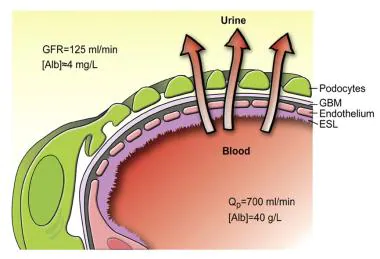 Urine
GFR=125 ml/min
[Alb]≈4 mg/L
Podocytes
GBM
Endothelium
ESL
Blood
Qp=700 ml/min
[Alb]=40 g/L